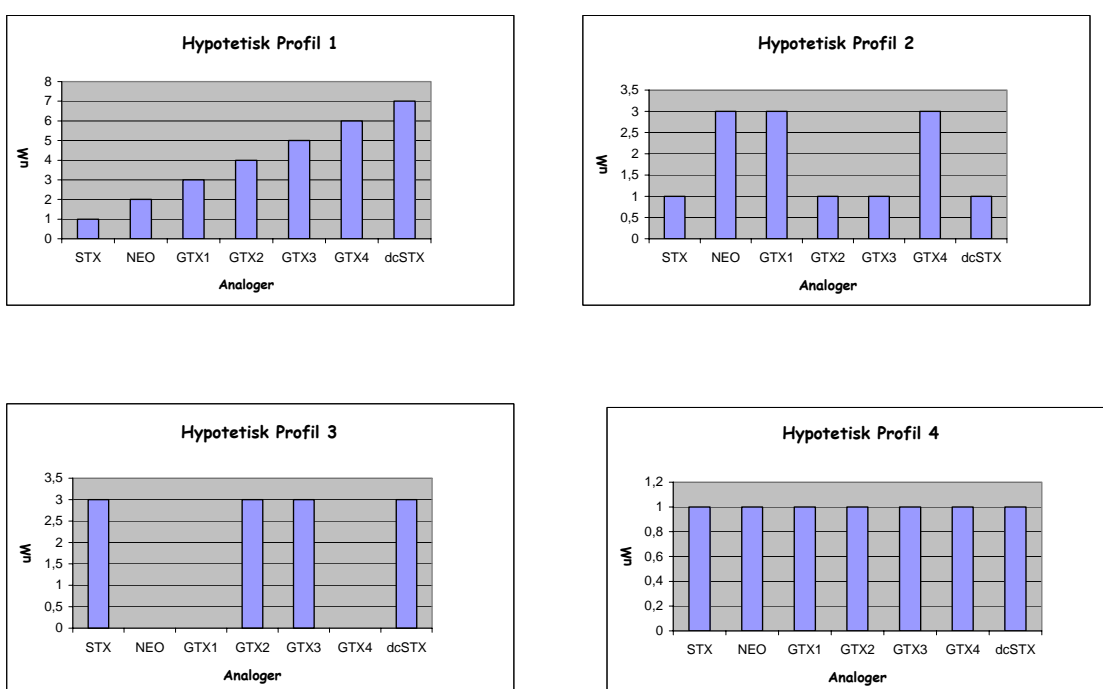 Hypotetisk Profil 1
8
7
6
5
4
3
2
1
0
uM
STX NEO GTX1 GTX2 GTX3 GTX4 dcSTX
Analoger
Hypotetisk Profil 2
3,5
3
2,5
2
1,5
1
0,5
0
uM
STX NEO GTX1 GTX2 GTX3 GTX4 dcSTX
Analoger
Hypotetisk Profil 3
3,5
3
2,5
2
1,5
1
0,5
0
uM
STX NEO GTX1 GTX2 GTX3 GTX4 dcSTX
Analoger
Hypotetisk Profil 4
1,2
1
0,8
0,6
0,4
0,2
0
uM
STX NEO GTX1 GTX2 GTX3 GTX4 dcSTX
Analoger